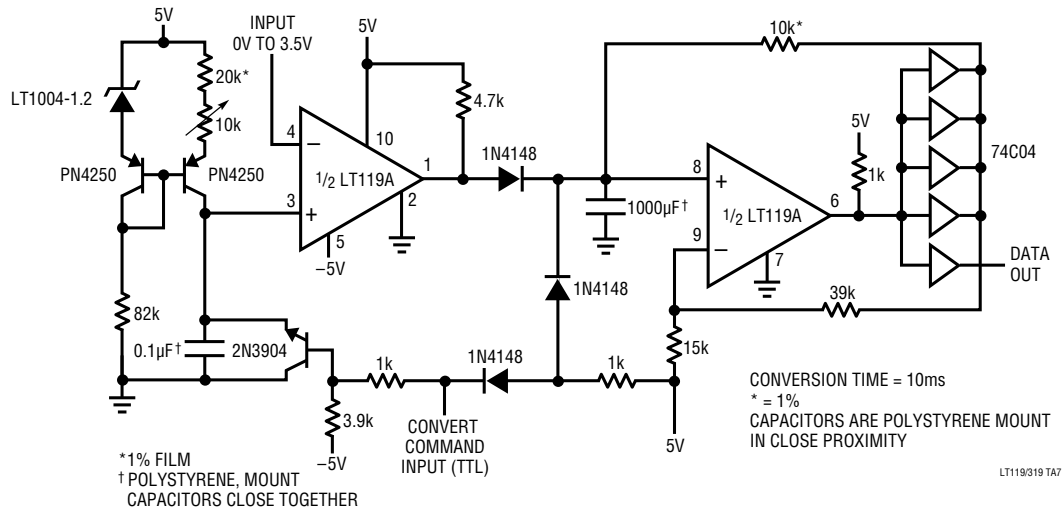 5V
INPUT
0V TO 3.5V
5V
10k*
20k*
LT1004-1.2
10k
4.7k
5V
PN4250
PN4250
4
–
10
1
1N4148
8
+
74C04
1/2 LT119A
1/2 LT119A
6
1k
3
+
2
1000µF†
9
–
5
–5V
7
DATA
OUT
1N4148
39k
82k
0.1µF†
2N3904
15k
1k
1N4148
1k
3.9k
–5V
CONVERT
COMMAND
INPUT (TTL)
5V
CONVERSION TIME = 10ms
* = 1%
CAPACITORS ARE POLYSTYRENE MOUNT
IN CLOSE PROXIMITY
*1% FILM
† POLYSTYRENE, MOUNT
CAPACITORS CLOSE TOGETHER
LT119/319 TA7